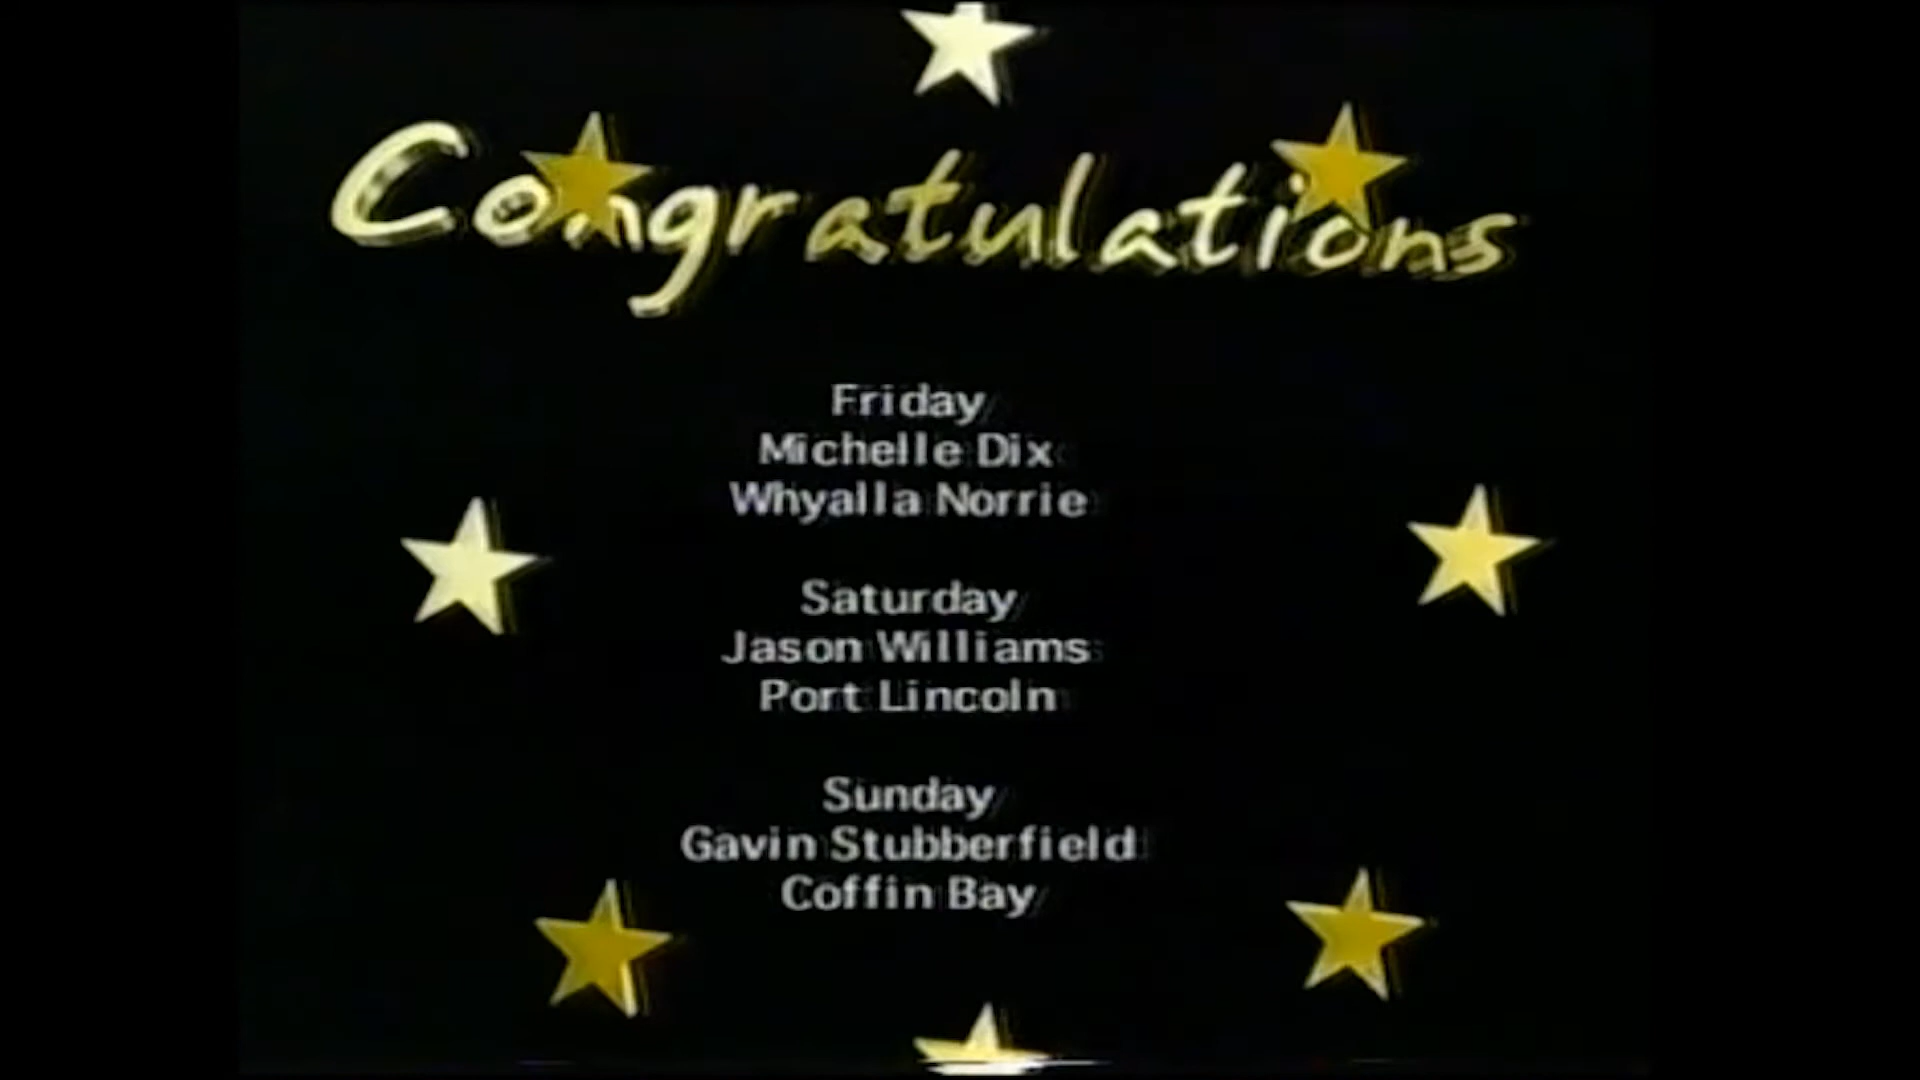 Congratulations
Friday
Michelle Dix
Whyalla Norrie
Saturday
Jason Williams
Port Lincoln
Sunday
Gavin Stubberfield
Coffin Bay